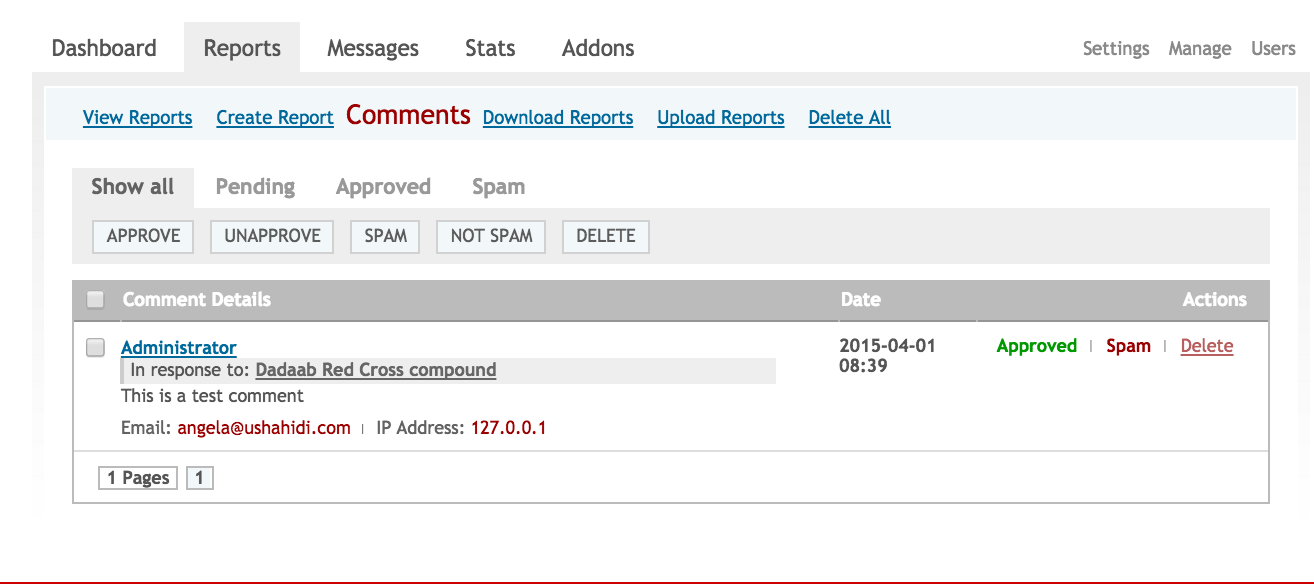 Dashboard Reports Messages Stats Addons Settings Manage Users
View Reports Create Report Comments Download Reports Upload Reports Delete All
Show all Pending Approved Spam
APPROVE UNAPPROVE SPAM NOT SPAM DELETE
Comment Details Date Actions
Administrator 2015-04-01 Approved | Spam | Delete
In response to: Dadaab Red Cross compound 08:39
This is a test comment
Email: angela@ushahidi.com | IP Address: 127.0.0.1
1 Pages 1